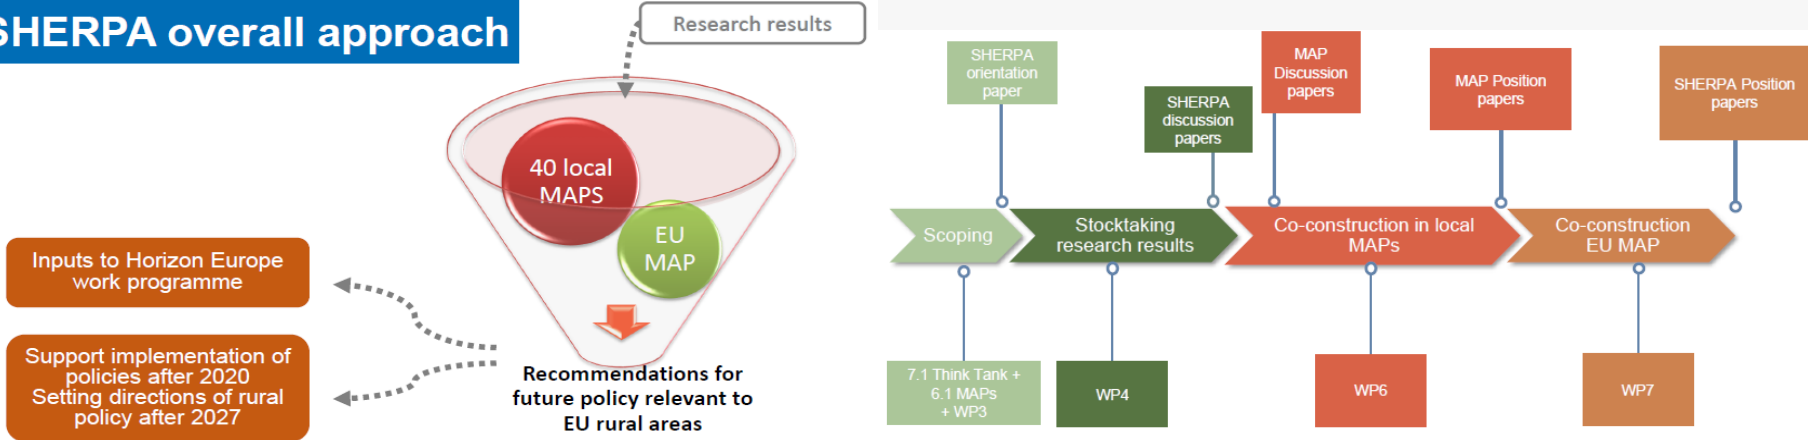 SHERPA overall approach
Research results
40 local
MAPS
EU
MAP
Inputs to Horizon Europe
work programme
Support implementation of
policies after 2020
Setting directions of rural
policy after 2027
Recommendations for
future policy relevant to
EU rural areas
SHERPA
orientation
paper
SHERPA
discussion
papers
MAP
Discussion
papers
MAP Position
papers
SHERPA Position
papers
Scoping
Stocktaking
research results
Co-construction in local
MAPs
Co-construction
EU MAP
7.1 Think Tank +
6.1 MAPs
+ WP3
WP4
WP6
WP7